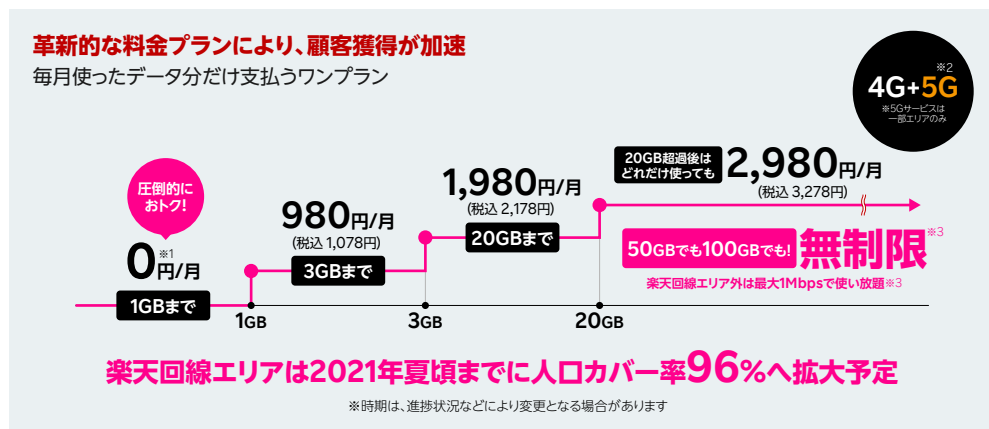 革新的な料金プランにより、顧客獲得が加速
毎月使ったデータ分だけ支払うワンプラン
※2
4G+5G
※5Gサービスは
一部エリアのみ
圧倒的に
おトク!
0円/月※1
1GBまで
980円/月
(税込 1,078円)
3GBまで
1,980円/月
(税込 2,178円)
20GBまで
20GB超過後は
どれだけ使っても
2,980円/月
(税込 3,278円)
50GBでも100GBでも!
無制限※3
楽天回線エリア外は最大1Mbpsで使い放題※3
1GB
3GB
20GB
楽天回線エリアは2021年夏頃までに人口カバー率96%へ拡大予定
※時期は、進捗状況などにより変更となる場合があります